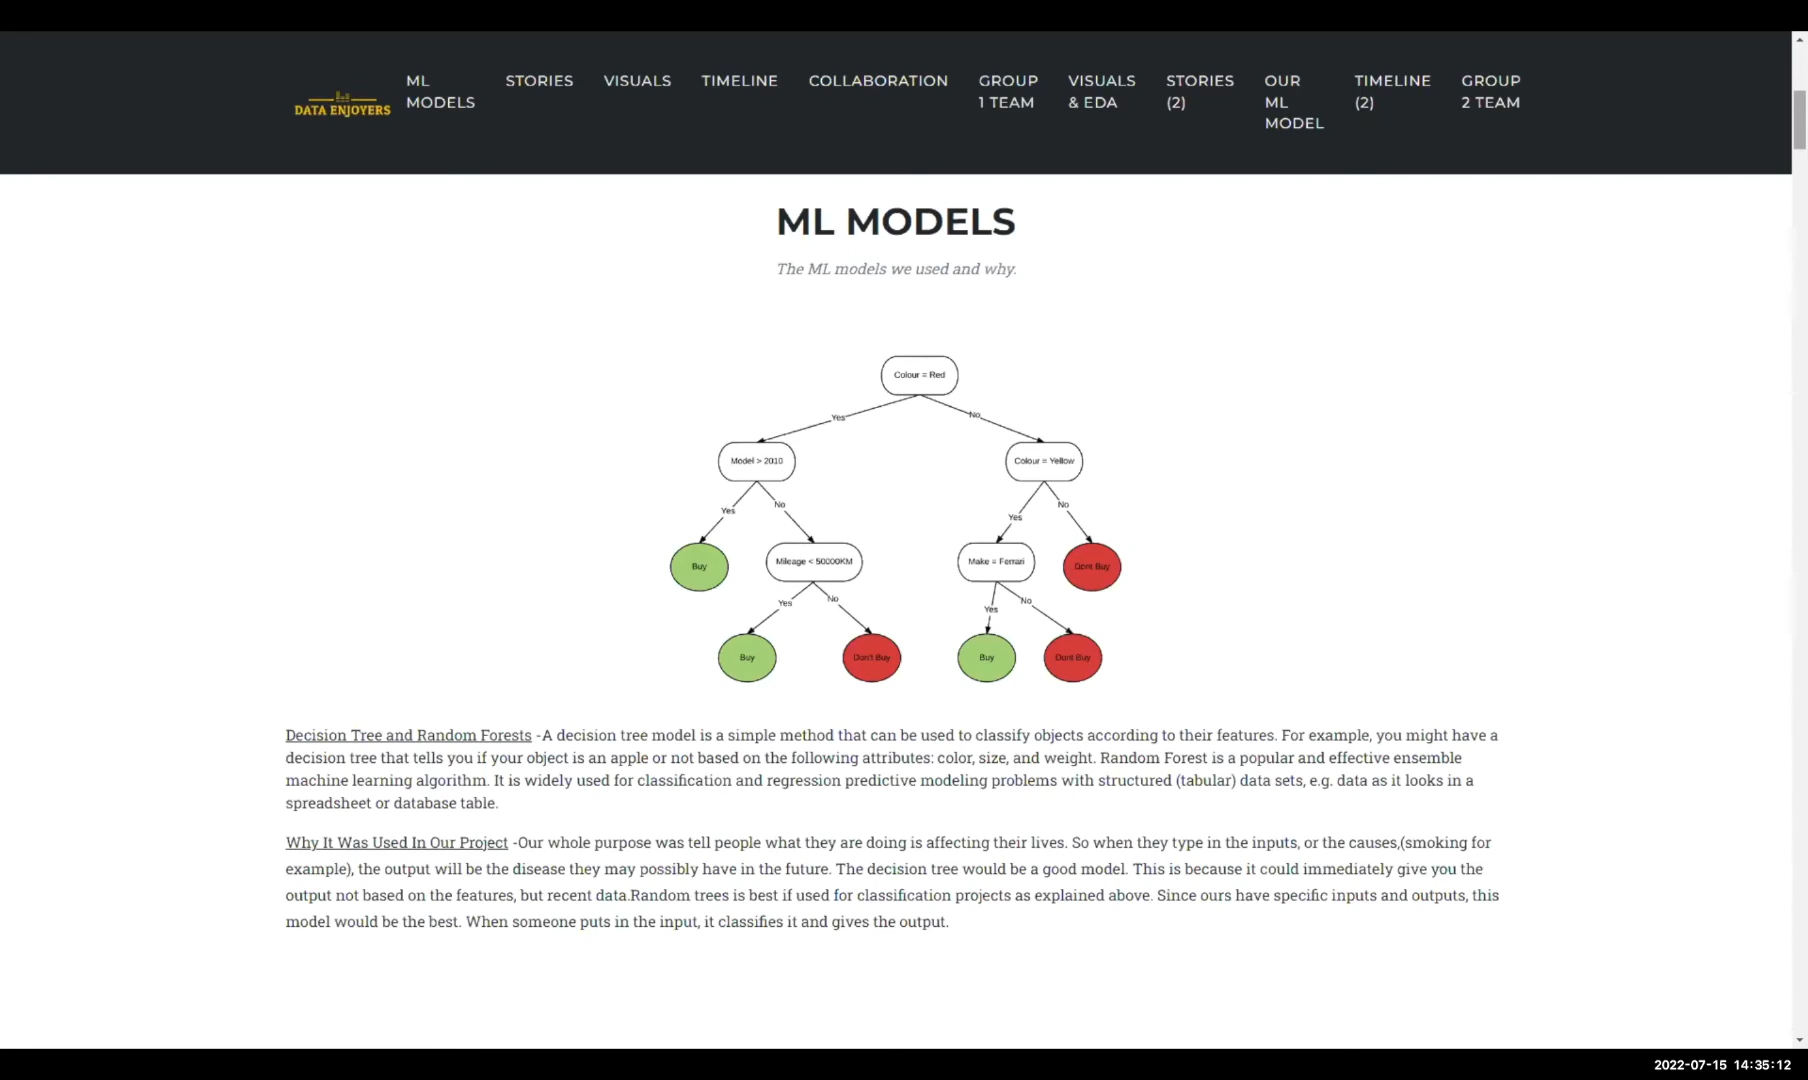 ML MODELS
STORIES
VISUALS
TIMELINE
COLLABORATION
GROUP 1 TEAM
VISUALS & EDA
STORIES (2)
OUR ML MODEL
TIMELINE (2)
GROUP 2 TEAM
DATA ENJOYERS
ML MODELS
The ML models we used and why.
Colour = Red
Yes
No
Model > 2010
Colour = Yellow
Yes
No
Yes
No
Buy
Mileage < 50000KM
Make = Ferrari
Dont Buy
Yes
No
Yes
No
Buy
Don't Buy
Buy
Dont Buy
Decision Tree and Random Forests -A decision tree model is a simple method that can be used to classify objects according to their features. For example, you might have a
decision tree that tells you if your object is an apple or not based on the following attributes: color, size, and weight. Random Forest is a popular and effective ensemble
machine learning algorithm. It is widely used for classification and regression predictive modeling problems with structured (tabular) data sets, e.g. data as it looks in a
spreadsheet or database table.
Why It Was Used In Our Project -Our whole purpose was tell people what they are doing is affecting their lives. So when they type in the inputs, or the causes,(smoking for
example), the output will be the disease they may possibly have in the future. The decision tree would be a good model. This is because it could immediately give you the
output not based on the features, but recent data.Random trees is best if used for classification projects as explained above. Since ours have specific inputs and outputs, this
model would be the best. When someone puts in the input, it classifies it and gives the output.
2022-07-15 14:35:12